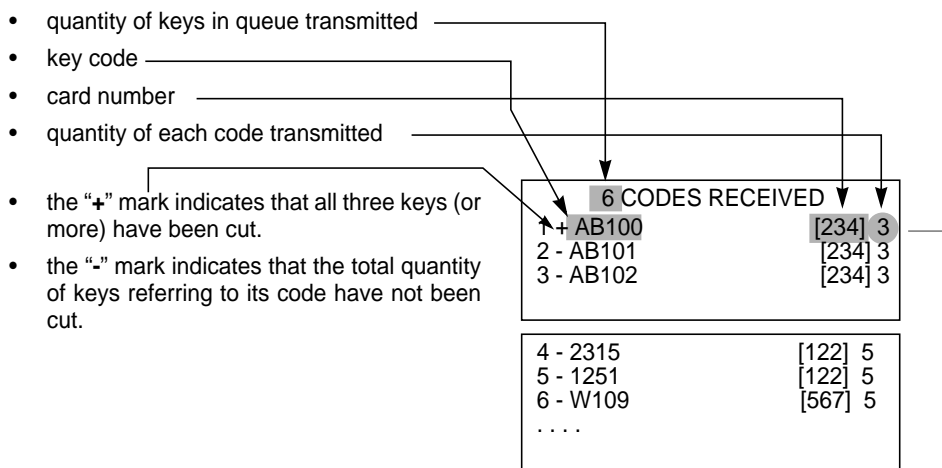 • quantity of keys in queue transmitted
• key code
• card number
• quantity of each code transmitted
• the “+” mark indicates that all three keys (or
more) have been cut.
• the “-” mark indicates that the total quantity
of keys referring to its code have not been
cut.
6 CODES RECEIVED
1 + AB100 [234] 3
2 - AB101 [234] 3
3 - AB102 [234] 3
4 - 2315 [122] 5
5 - 1251 [122] 5
6 - W109 [567] 5
. . . .